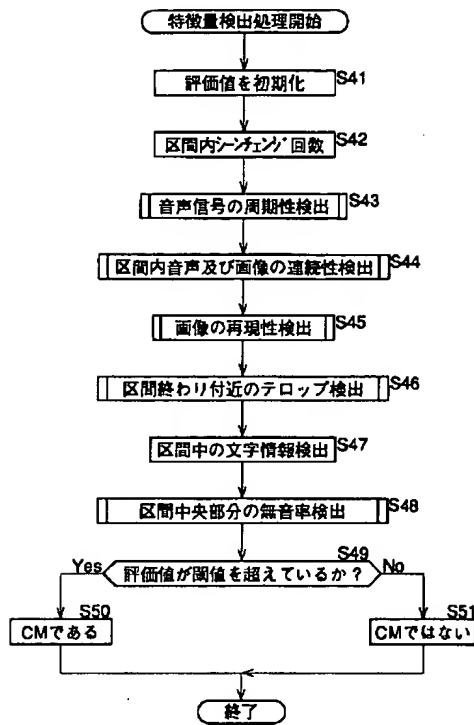 特徴量検出処理開始
評価値を初期化
S41
区間内シーンチェンジ回数
S42
音声信号の周期性検出
S43
区間内音声及び画像の連続性検出
S44
画像の再現性検出
S45
区間終わり付近のテロップ検出
S46
区間中の文字情報検出
S47
区間中央部分の無音率検出
S48
S49
Yes
評価値が閾値を超えているか?
No
S50
CMである
S51
CMではない
終了